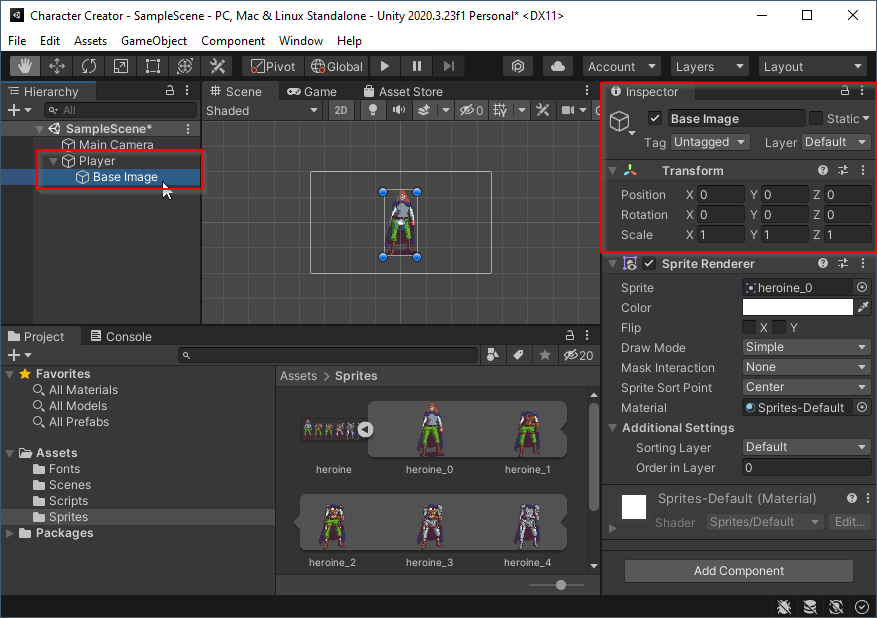 Character Creator - SampleScene - PC, Mac & Linux Standalone - Unity 2020.3.23f1 Personal* <DX11>
File Edit Assets GameObject Component Window Help
Pivot Global Account Layers Layout
Hierarchy
All
SampleScene*
Main Camera
Player
Base Image
Scene Game Asset Store
Shaded 2D 0
Inspector
Base Image Static
Tag Untagged Layer Default
Transform
Position X 0 Y 0 Z 0
Rotation X 0 Y 0 Z 0
Scale X 1 Y 1 Z 1
Sprite Renderer
Sprite heroine_0
Color
Flip X Y
Draw Mode Simple
Mask Interaction None
Sprite Sort Point Center
Material Sprites-Default
Additional Settings
Sorting Layer Default
Order in Layer 0
Sprites-Default (Material)
Shader Sprites/Default Edit...
Add Component
Project Console
20
Favorites
All Materials
All Models
All Prefabs
Assets
Fonts
Scenes
Scripts
Sprites
Packages
Assets > Sprites
heroine heroine_0 heroine_1
heroine_2 heroine_3 heroine_4